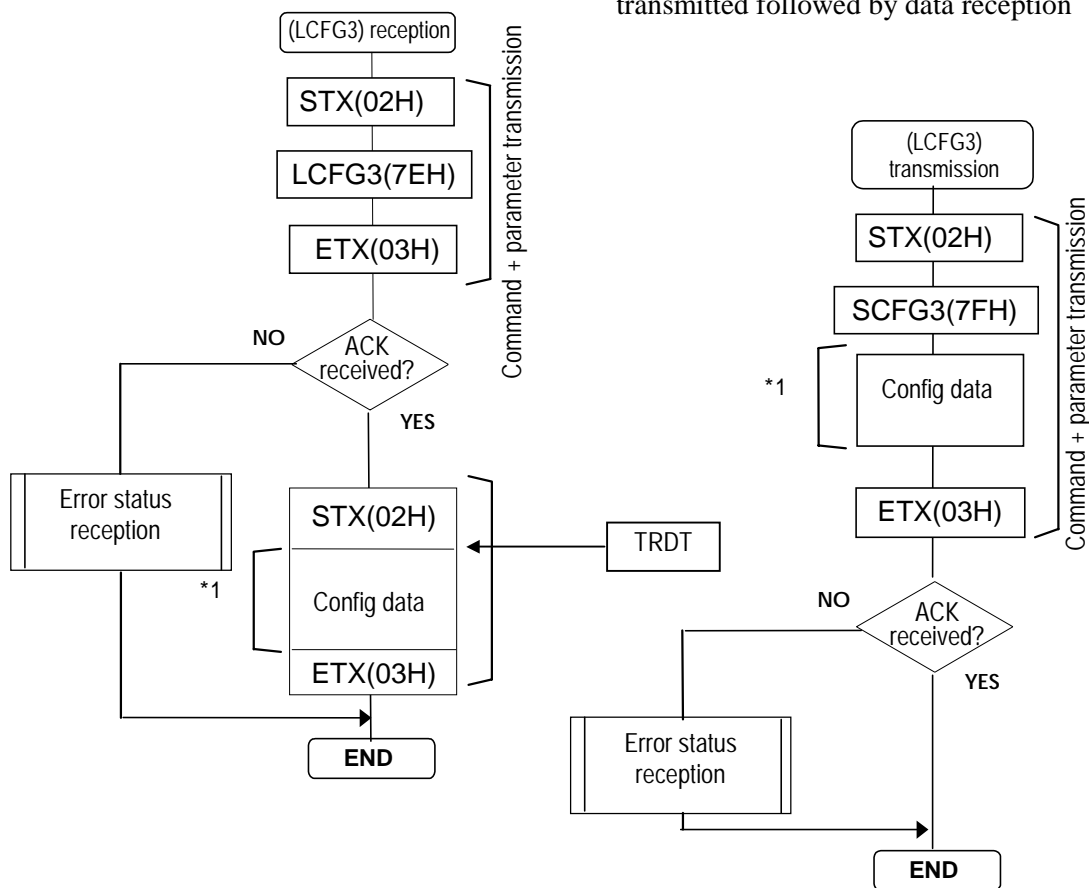 transmitted followed by data reception
(LCFG3) reception
STX(02H)
LCFG3(7EH)
ETX(03H)
Command + parameter transmission
ACK
received?
NO
YES
Error status
reception
STX(02H)
TRDT
*1
Config data
ETX(03H)
END
(LCFG3)
transmission
STX(02H)
SCFG3(7FH)
*1
Config data
ETX(03H)
Command + parameter transmission
NO
ACK
received?
YES
Error status
reception
END